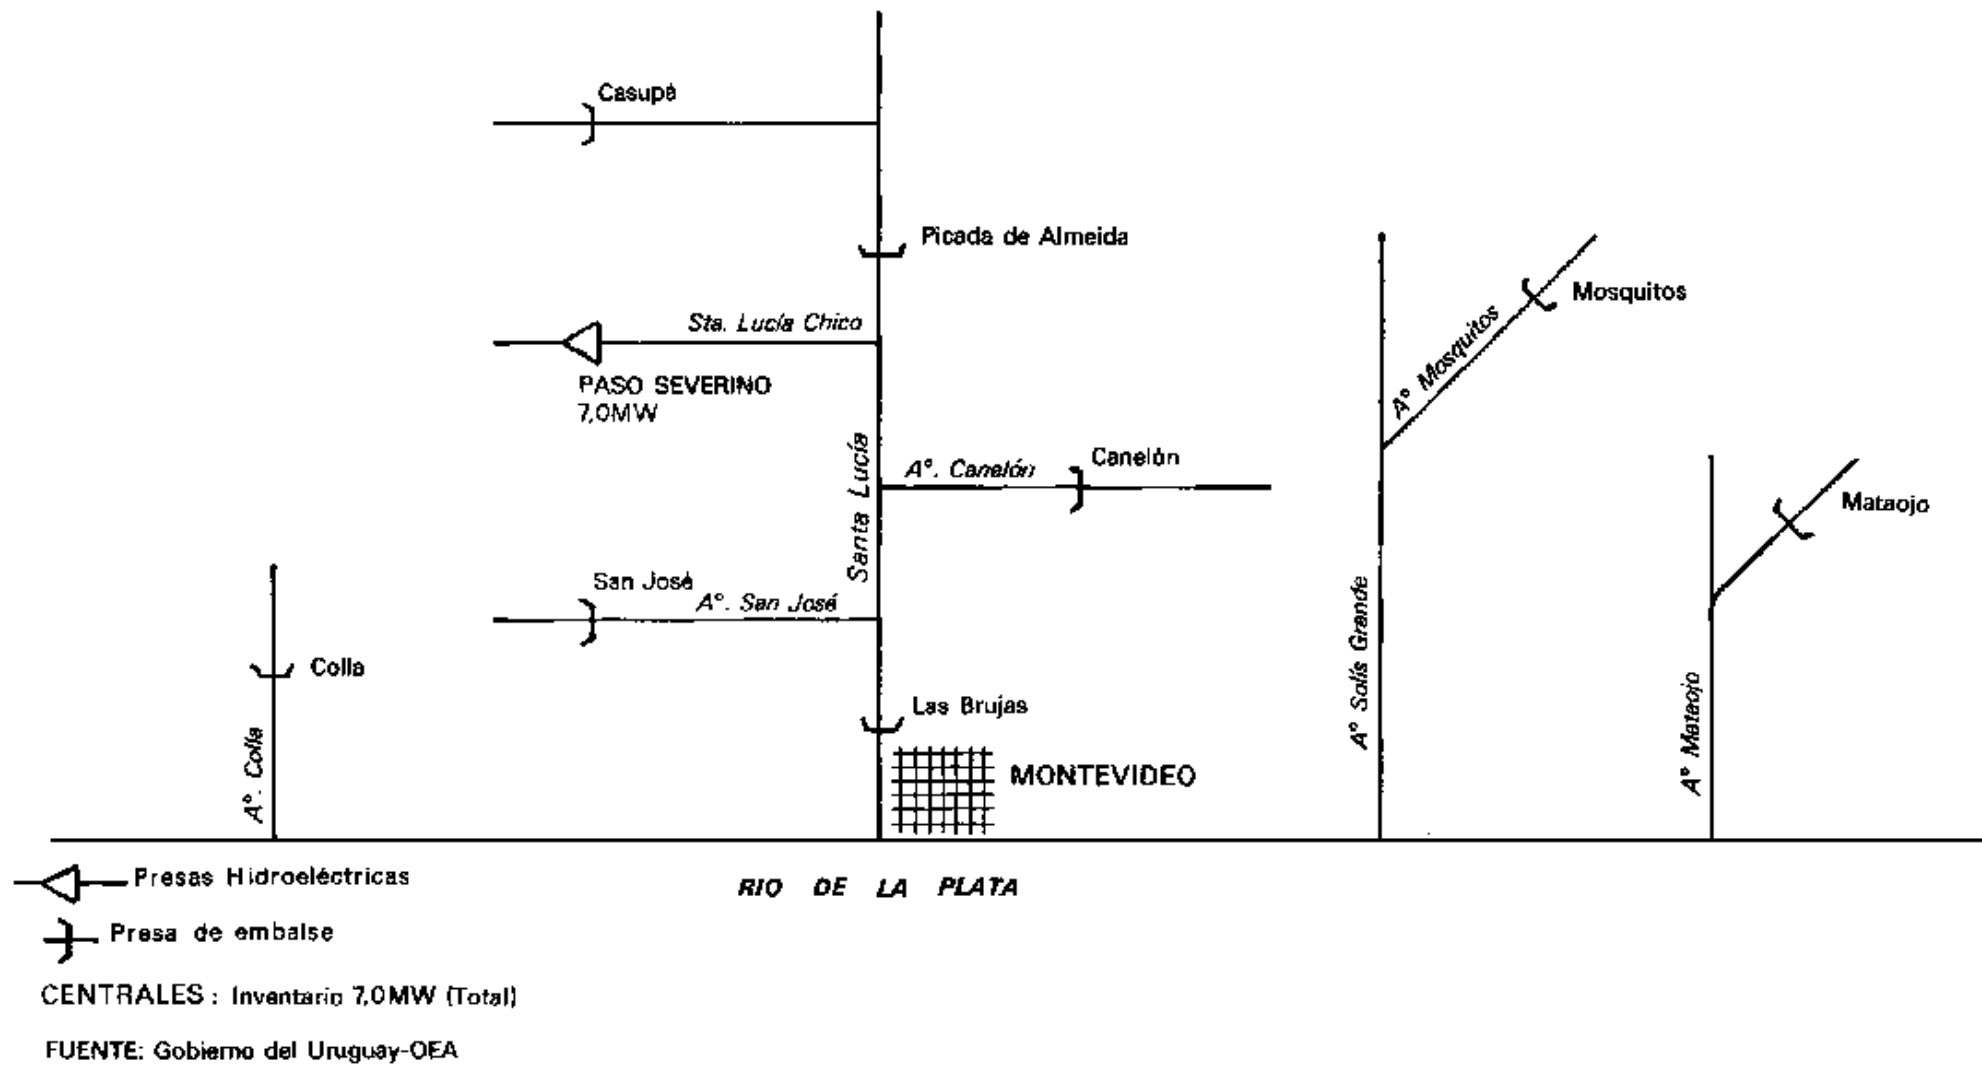 Casupá
Picada de Almeida
Sta. Lucía Chico
PASO SEVERINO
7,0MW
Mosquitos
A° Mosquitos
Santa Lucía
A°. Canelón
Canelón
Mataojo
San José
A°. San José
Colla
A°. Colla
Las Brujas
MONTEVIDEO
A° Solís Grande
A° Mataojo
Presas Hidroeléctricas
RIO DE LA PLATA
Presa de embalse
CENTRALES : Inventario 7,0MW (Total)
FUENTE: Gobierno del Uruguay-OEA